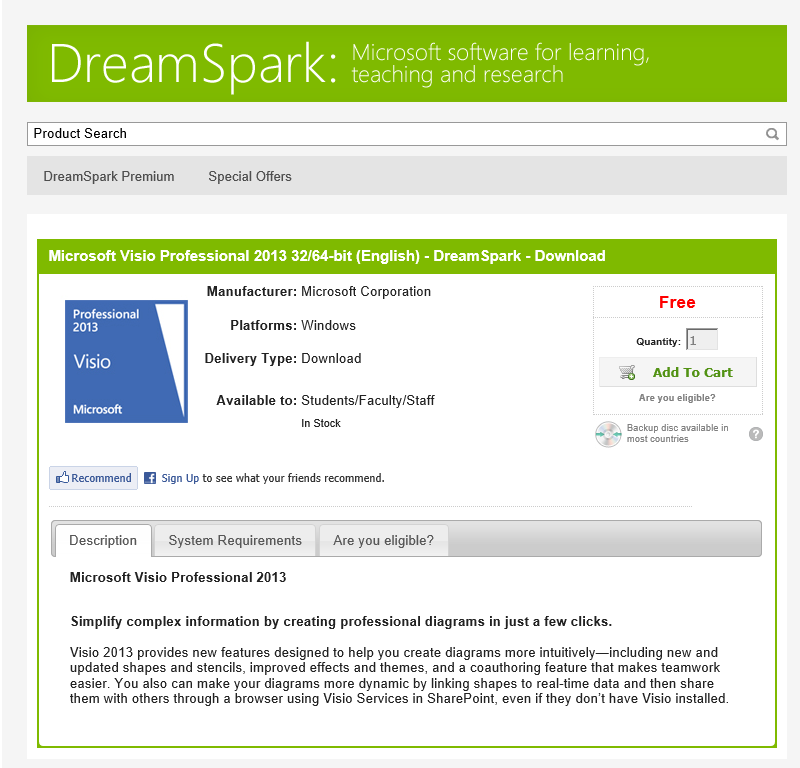 DreamSpark: Microsoft software for learning,
teaching and research
Product Search
DreamSpark Premium Special Offers
Microsoft Visio Professional 2013 32/64-bit (English) - DreamSpark - Download
Professional
2013
Visio
Microsoft
Manufacturer: Microsoft Corporation
Platforms: Windows
Delivery Type: Download
Available to: Students/Faculty/Staff
In Stock
Free
Quantity: 1
Add To Cart
Are you eligible?
Backup disc available in
most countries
?
Recommend Sign Up to see what your friends recommend.
Description System Requirements Are you eligible?
Microsoft Visio Professional 2013
Simplify complex information by creating professional diagrams in just a few clicks.
Visio 2013 provides new features designed to help you create diagrams more intuitively—including new and
updated shapes and stencils, improved effects and themes, and a coauthoring feature that makes teamwork
easier. You also can make your diagrams more dynamic by linking shapes to real-time data and then share
them with others through a browser using Visio Services in SharePoint, even if they don't have Visio installed.